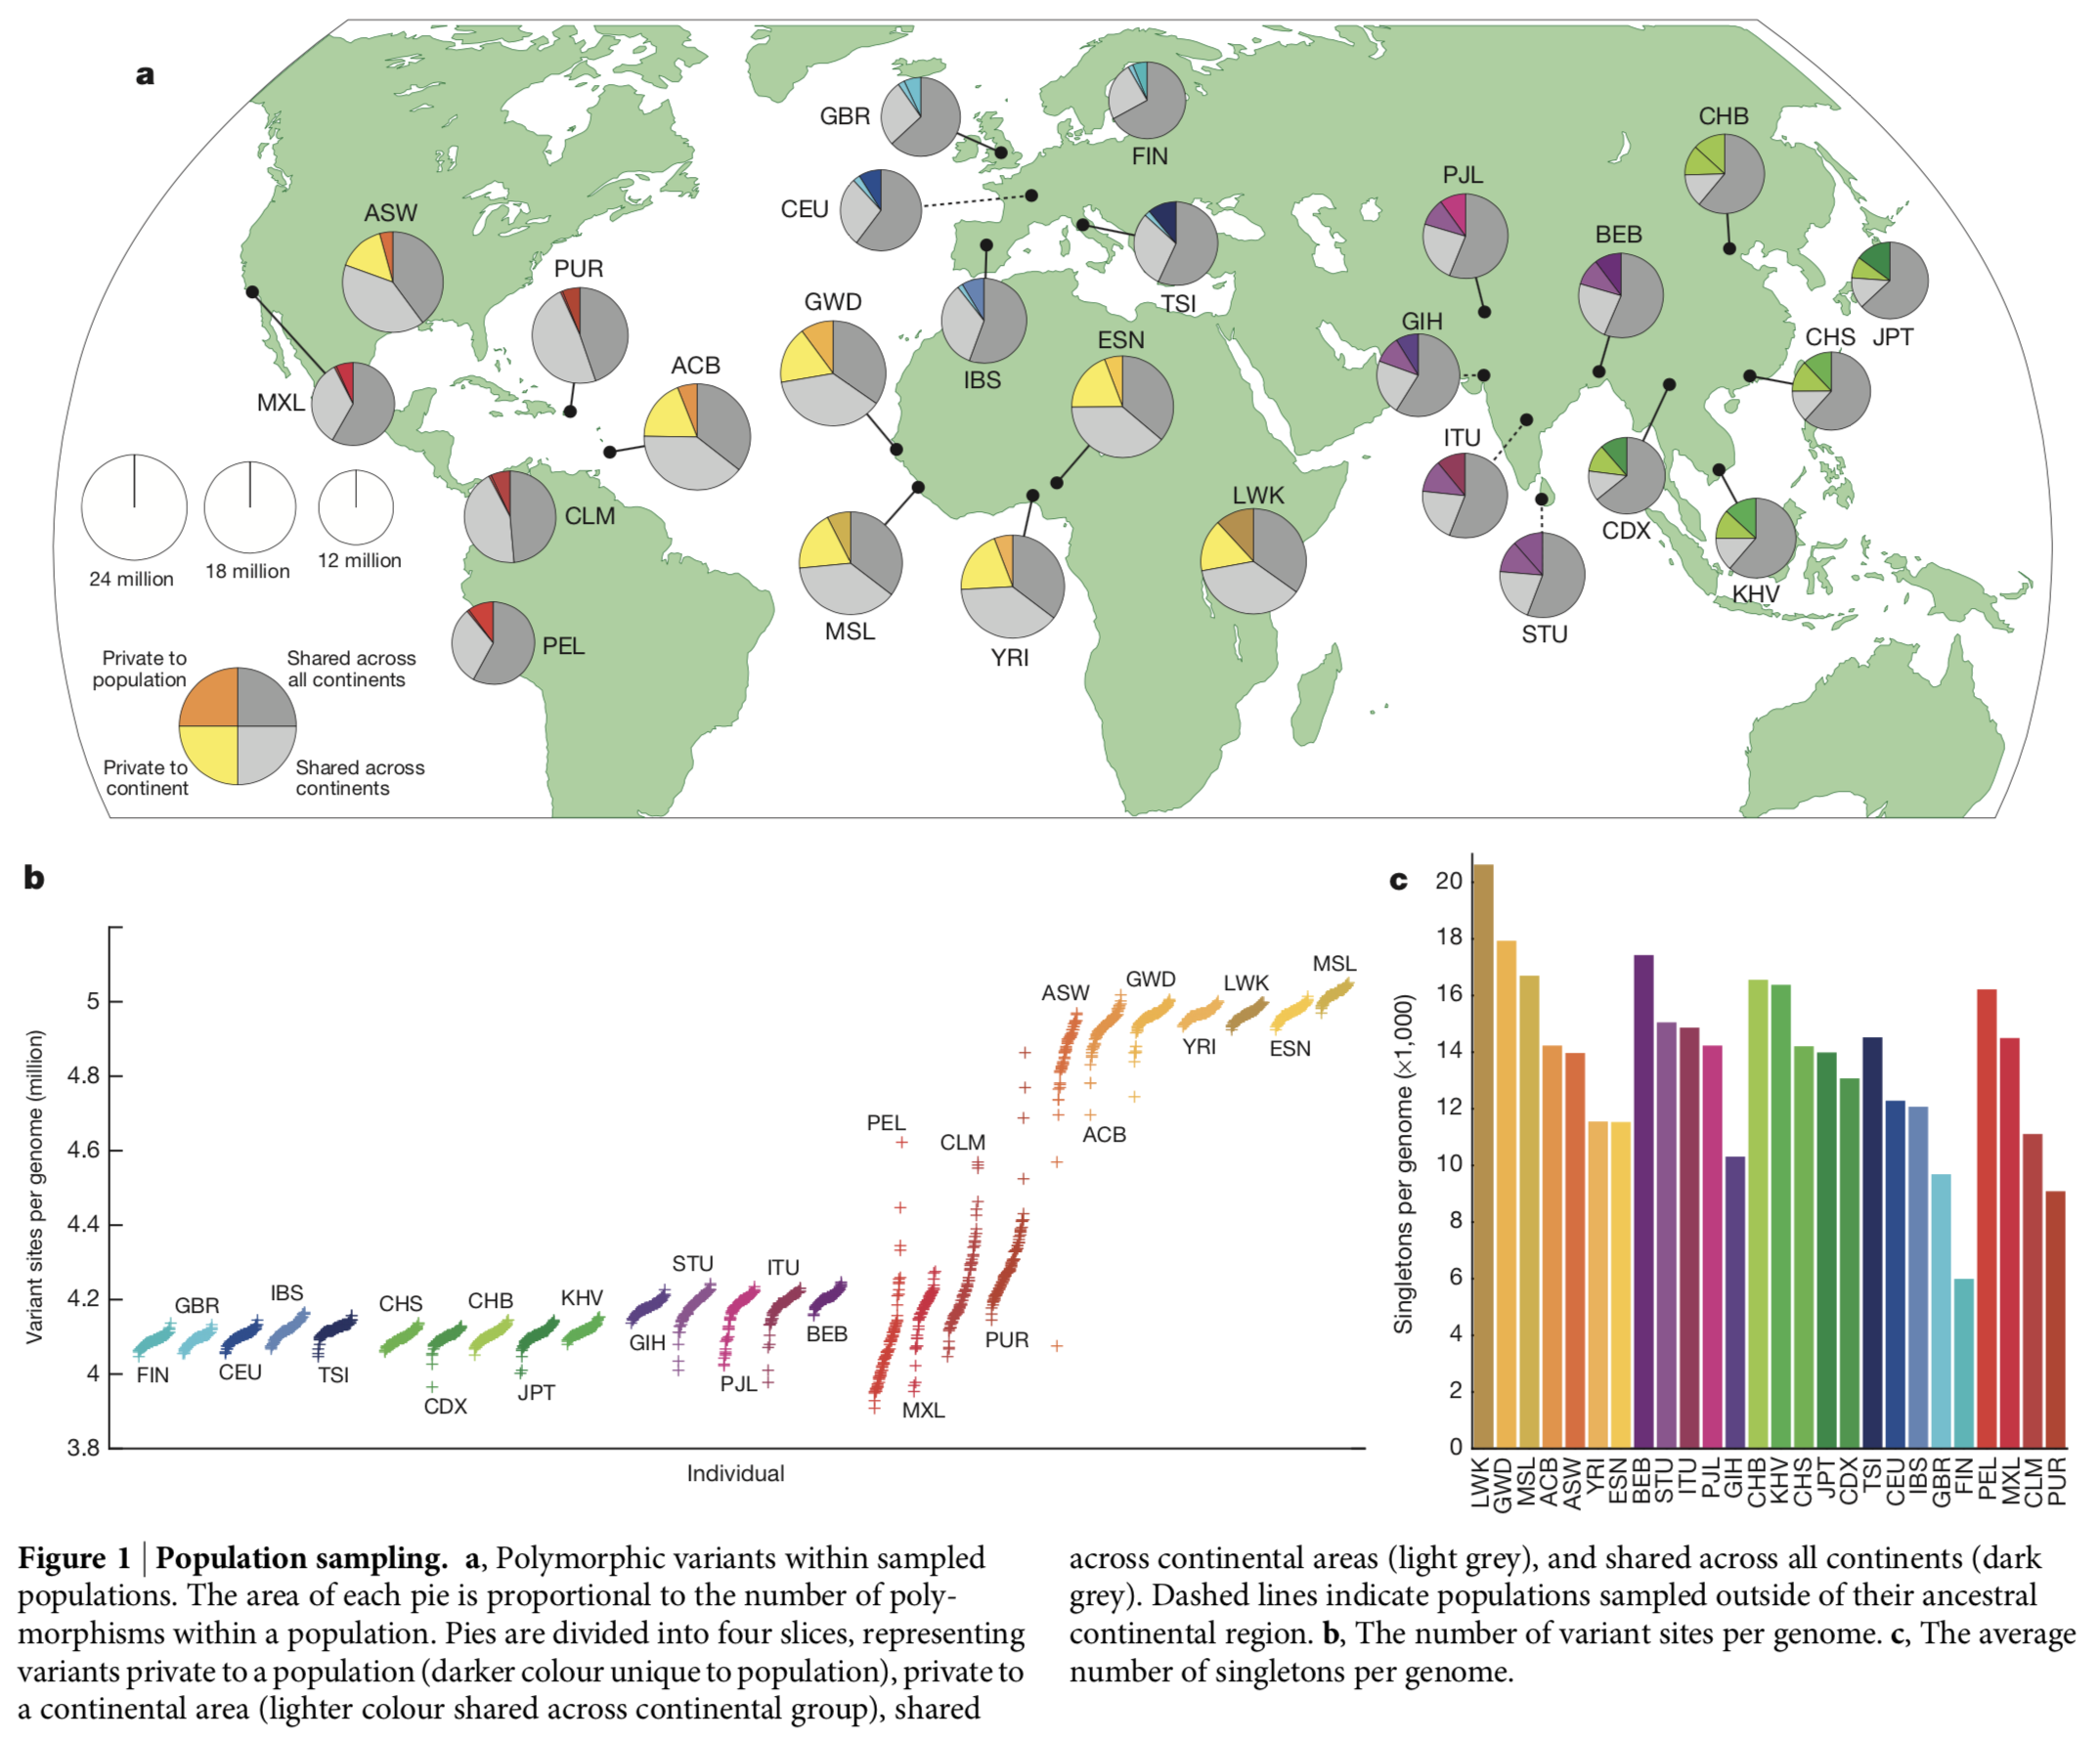 a
GBR
FIN
CHB
CEU
PJL
ASW
BEB
PUR
GWD
TSI
ESN
GIH
CHS
JPT
ACB
IBS
MXL
ITU
LWK
CLM
CDX
24 million
18 million
12 million
KHV
MSL
YRI
STU
PEL
Private to
population
Shared across
all continents
Private to
continent
Shared across
continents
b
Variant sites per genome (million)
5
4.8
4.6
4.4
4.2
4
3.8
FIN
GBR
CEU
IBS
TSI
CHS
CDX
CHB
JPT
KHV
GIH
STU
PJL
ITU
BEB
PEL
MXL
CLM
PUR
ASW
ACB
GWD
YRI
LWK
ESN
MSL
Individual
c
Singletons per genome (×1,000)
20
18
16
14
12
10
8
6
4
2
0
LWK
GWD
MSL
ACB
ASW
YRI
ESN
BEB
STU
ITU
PJL
GIH
CHB
KHV
CHS
JPT
CDX
TSI
CEU
IBS
GBR
FIN
PEL
MXL
CLM
PUR
Figure 1 | Population sampling. a, Polymorphic variants within sampled
populations. The area of each pie is proportional to the number of poly-
morphisms within a population. Pies are divided into four slices, representing
variants private to a population (darker colour unique to population), private to
a continental area (lighter colour shared across continental group), shared
across continental areas (light grey), and shared across all continents (dark
grey). Dashed lines indicate populations sampled outside of their ancestral
continental region. b, The number of variant sites per genome. c, The average
number of singletons per genome.